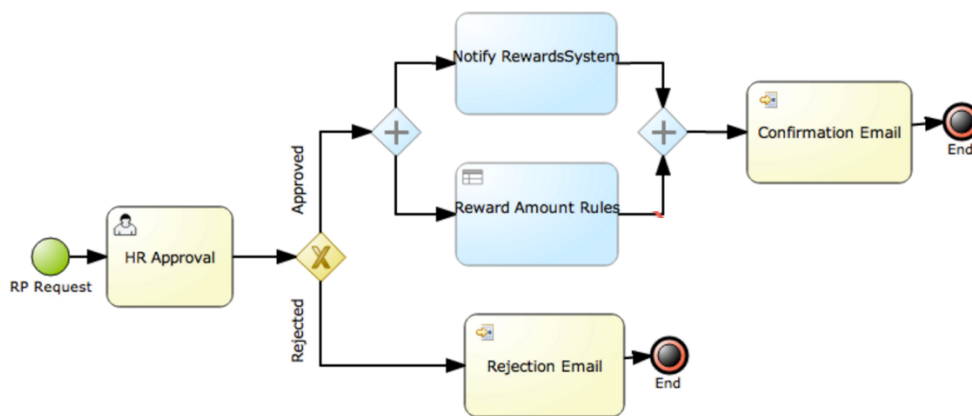 Notify RewardsSystem
Confirmation Email
End
Approved
Reward Amount Rules
HR Approval
RP Request
Rejected
Rejection Email
End